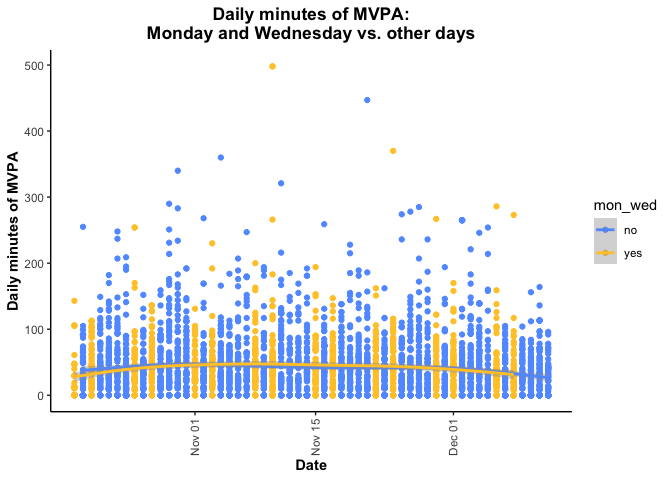 Daily minutes of MVPA:
Monday and Wednesday vs. other days
Daily minutes of MVPA
500
400
300
200
100
0
Nov 01
Nov 15
Dec 01
Date
mon_wed
no
yes